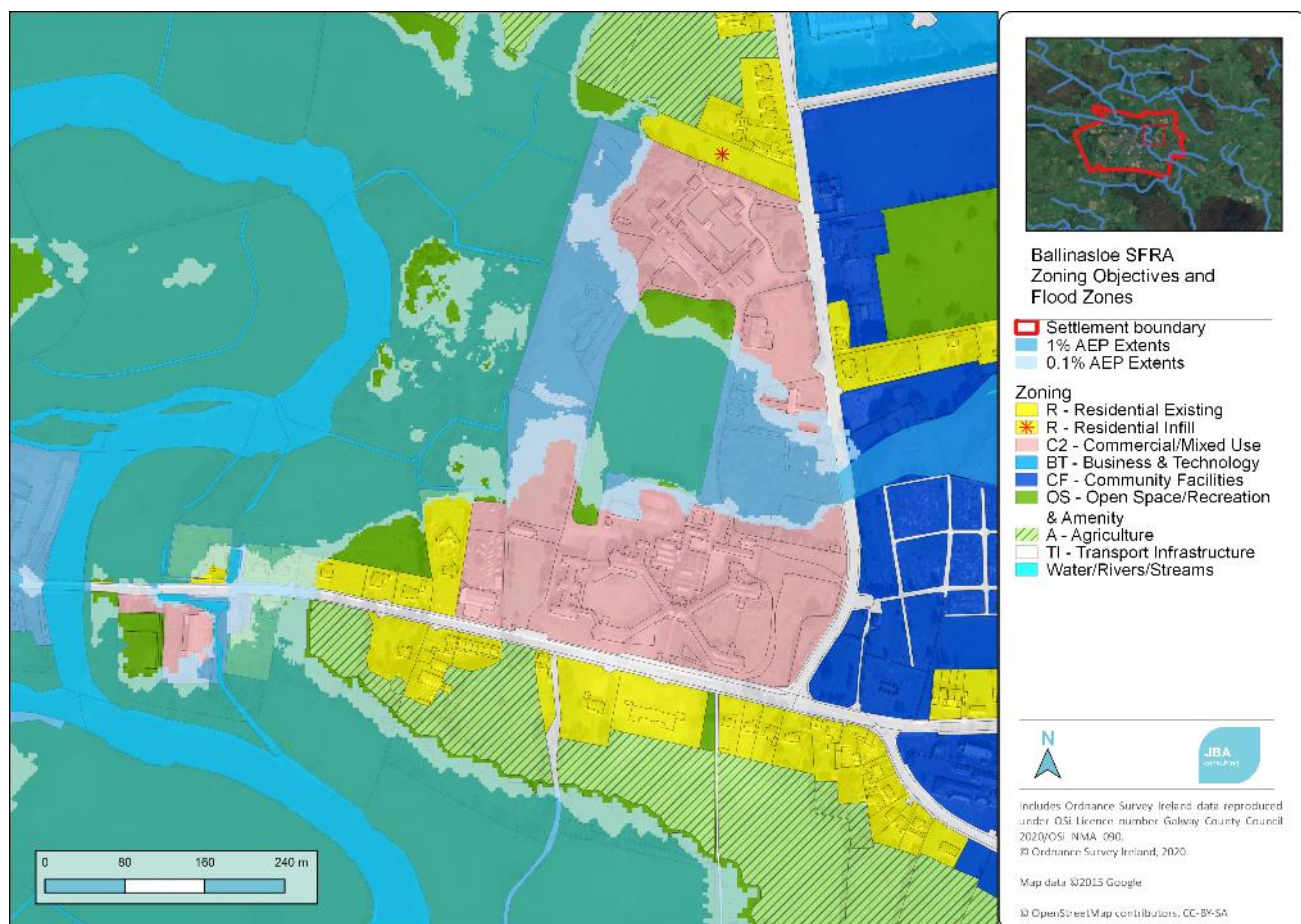 Ballinasloe SFRA
Zoning Objectives and
Flood Zones
Settlement boundary
1% AEP Extents
0.1% AEP Extents
Zoning
R - Residential Existing
R - Residential Infill
C2 - Commercial/Mixed Use
BT - Business & Technology
CF - Community Facilities
OS - Open Space/Recreation
& Amenity
A - Agriculture
TI - Transport Infrastructure
Water/Rivers/Streams
N
JBA
consulting
Includes Ordnance Survey Ireland data reproduced
under OSi Licence number Galway County Council
2020/OSi_NMA_090.
© Ordnance Survey Ireland, 2020.
Map data ©2015 Google
© OpenStreetMap contributors, CC-BY-SA
0 80 160 240 m